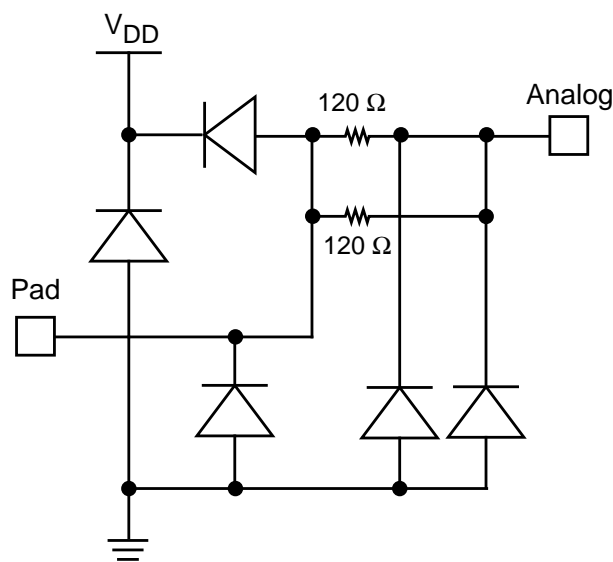 VDD
120 Ω
Analog
120 Ω
Pad